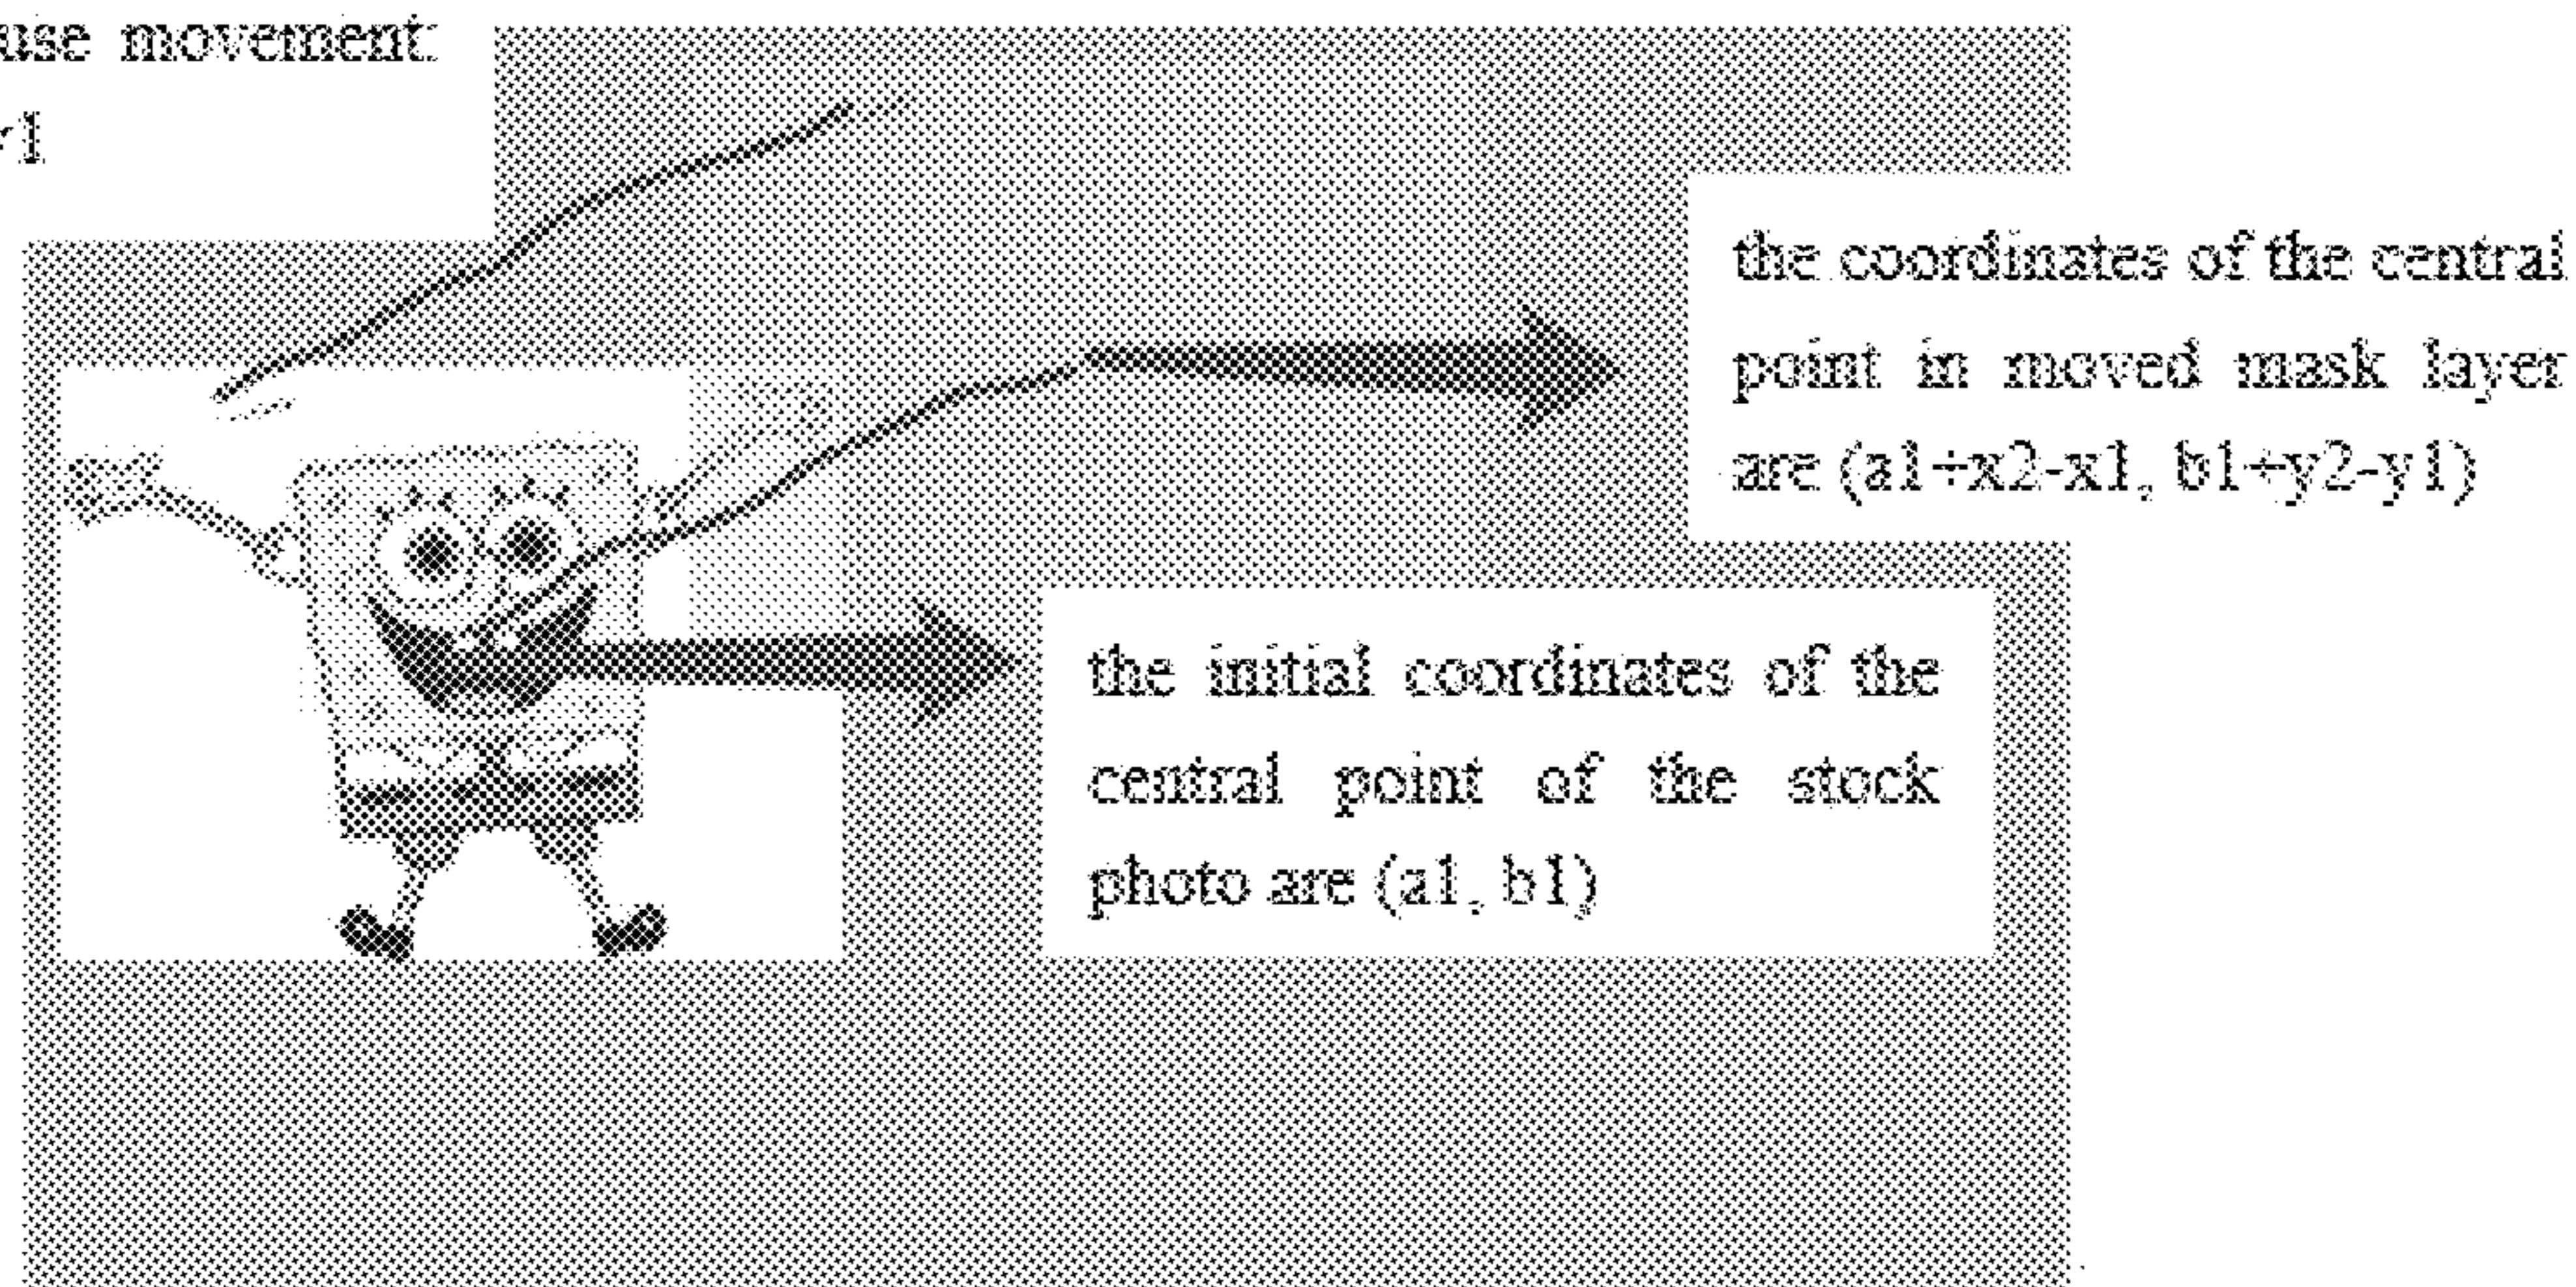 movement:
the coordinates of the central
point in moved mask layer
are (a1+x2-x1, b1+y2-y1)
the initial coordinates of the
central point of the stock
photo are (a1, b1)